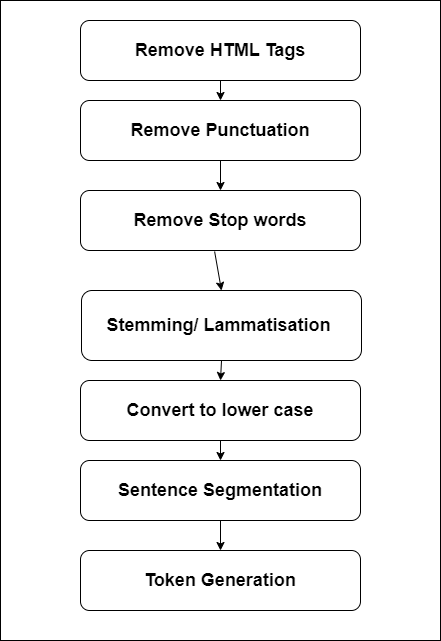 Remove HTML Tags
Remove Punctuation
Remove Stop words
Stemming/ Lammatisation
Convert to lower case
Sentence Segmentation
Token Generation